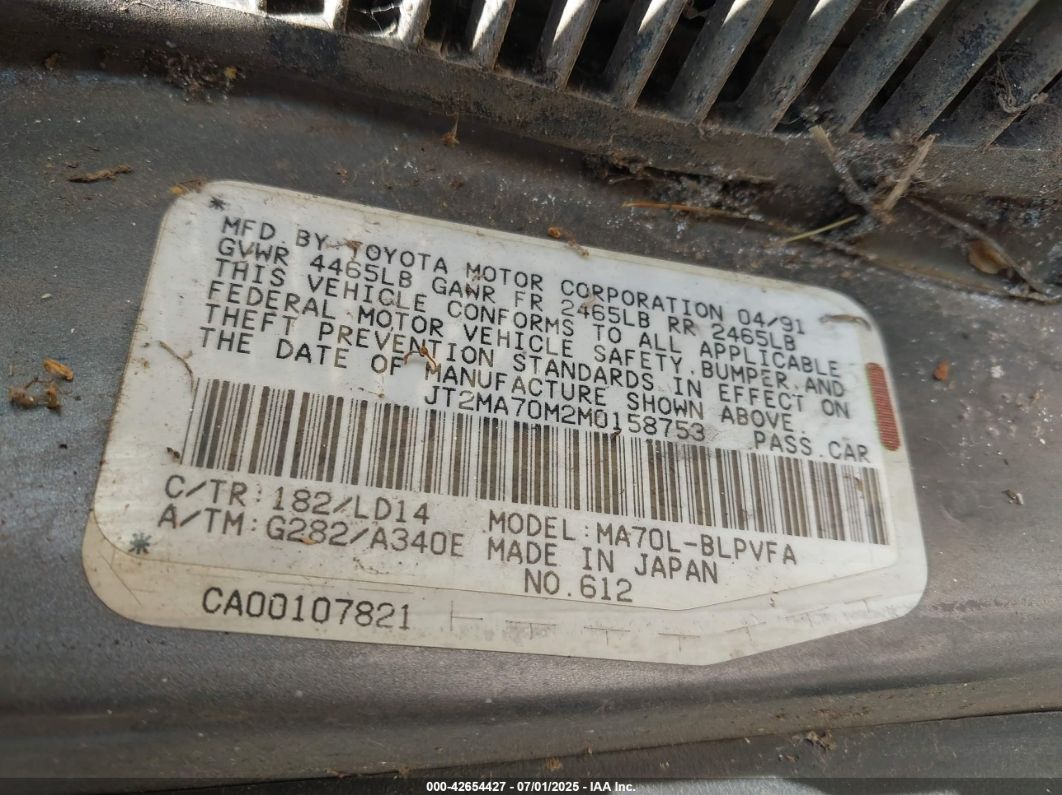 MFD.BY TOYOTA MOTOR CORPORATION 04/91
GVWR 4465LB GAWR FR 2465LB RR 2465LB
THIS VEHICLE CONFORMS TO ALL APPLICABLE
FEDERAL MOTOR VEHICLE SAFETY,BUMPER,AND
THEFT PREVENTION STANDARDS IN EFFECT ON
THE DATE OF MANUFACTURE SHOWN ABOVE.
JT2MA70M2M0158753 PASS.CAR
C/TR:182/LD14 MODEL:MA70L-BLPVFA
A/TM:G282/A340E MADE IN JAPAN
NO.612
CA00107821
000-42654427 - 07/01/2025 - IAA Inc.